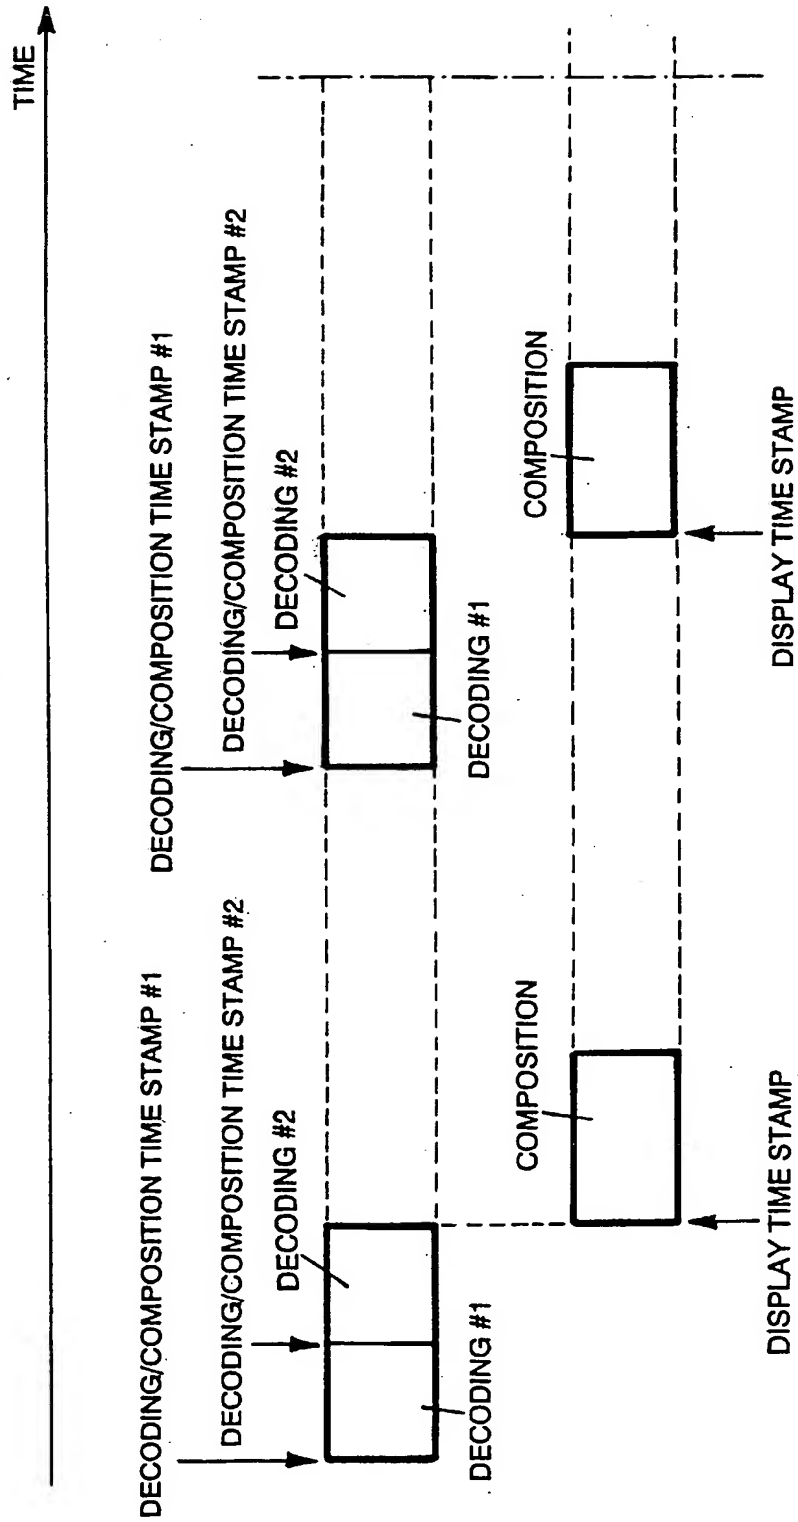 TIME
DECODING/COMPOSITION TIME STAMP #1
DECODING/COMPOSITION TIME STAMP #2
DECODING #2
DECODING #1
COMPOSITION
DISPLAY TIME STAMP
DECODING/COMPOSITION TIME STAMP #1
DECODING/COMPOSITION TIME STAMP #2
DECODING #2
DECODING #1
COMPOSITION
DISPLAY TIME STAMP